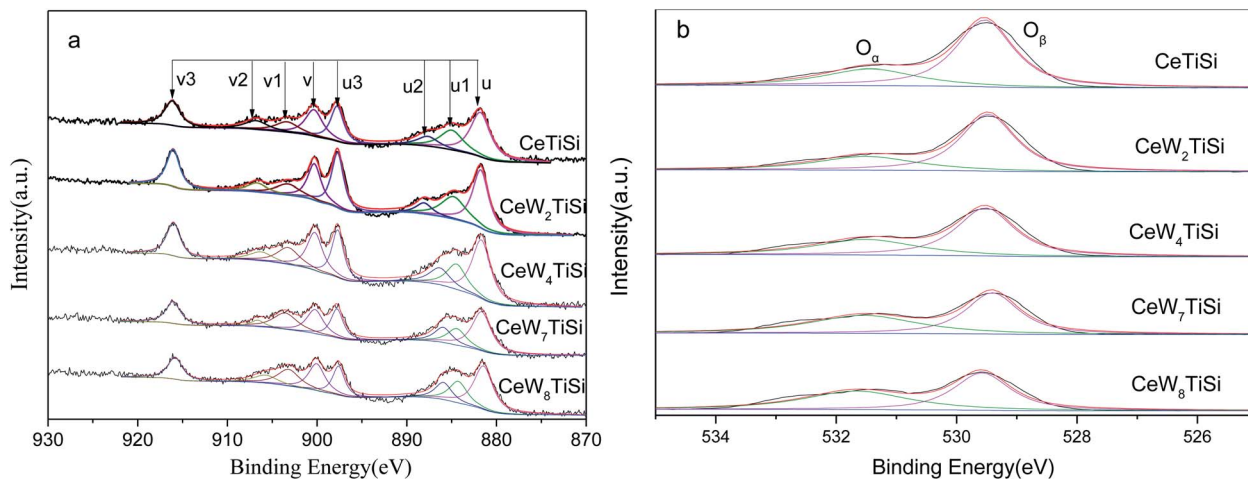 a
v3
v2
v1
v
u3
u2
u1
u
CeTiSi
CeW₂TiSi
CeW₄TiSi
CeW₇TiSi
CeW₈TiSi
Intensity(a.u.)
930
920
910
900
890
880
870
Binding Energy(eV)
b
Oα
Oβ
CeTiSi
CeW₂TiSi
CeW₄TiSi
CeW₇TiSi
CeW₈TiSi
Intensity(a.u.)
534
532
530
528
526
Binding Energy(eV)